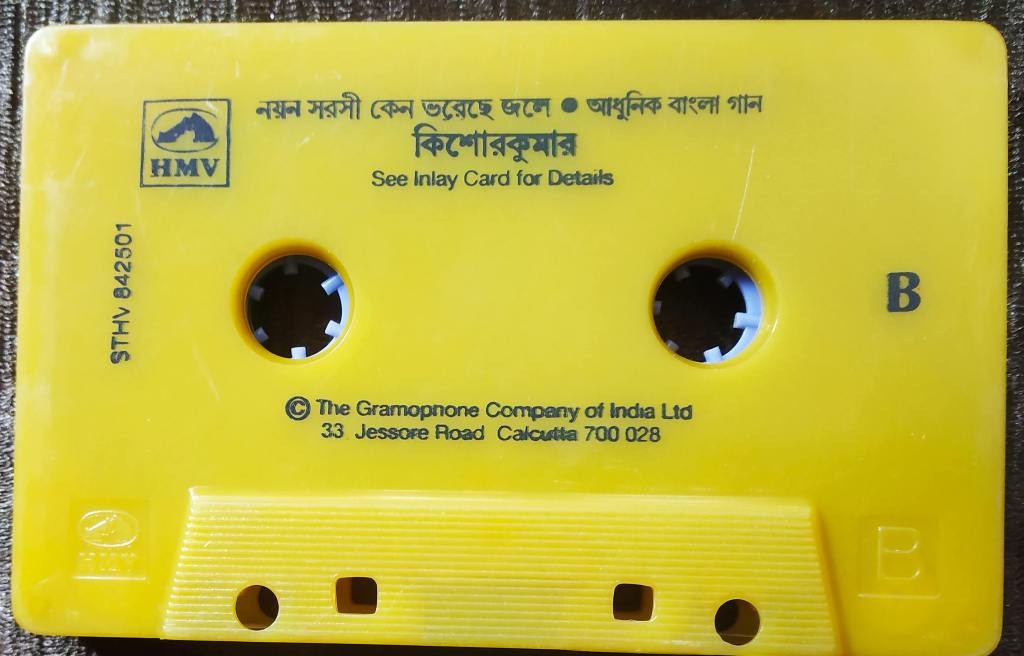 নয়ন সরসী কেন ভরেছে জলে ● আধুনিক বাংলা গান
কিশোরকুমার
See Inlay Card for Details
HMV
STHV 842501
B
© The Gramophone Company of India Ltd
33 Jessore Road Calcutta 700 028
HMV
B